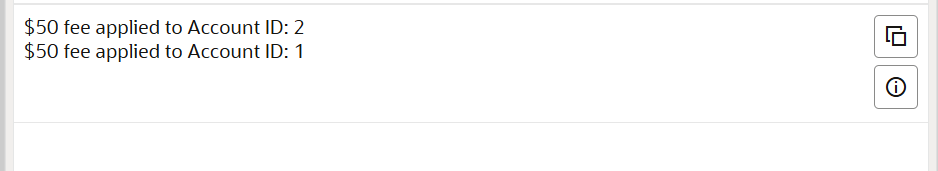 $50 fee applied to Account ID: 2
$50 fee applied to Account ID: 1